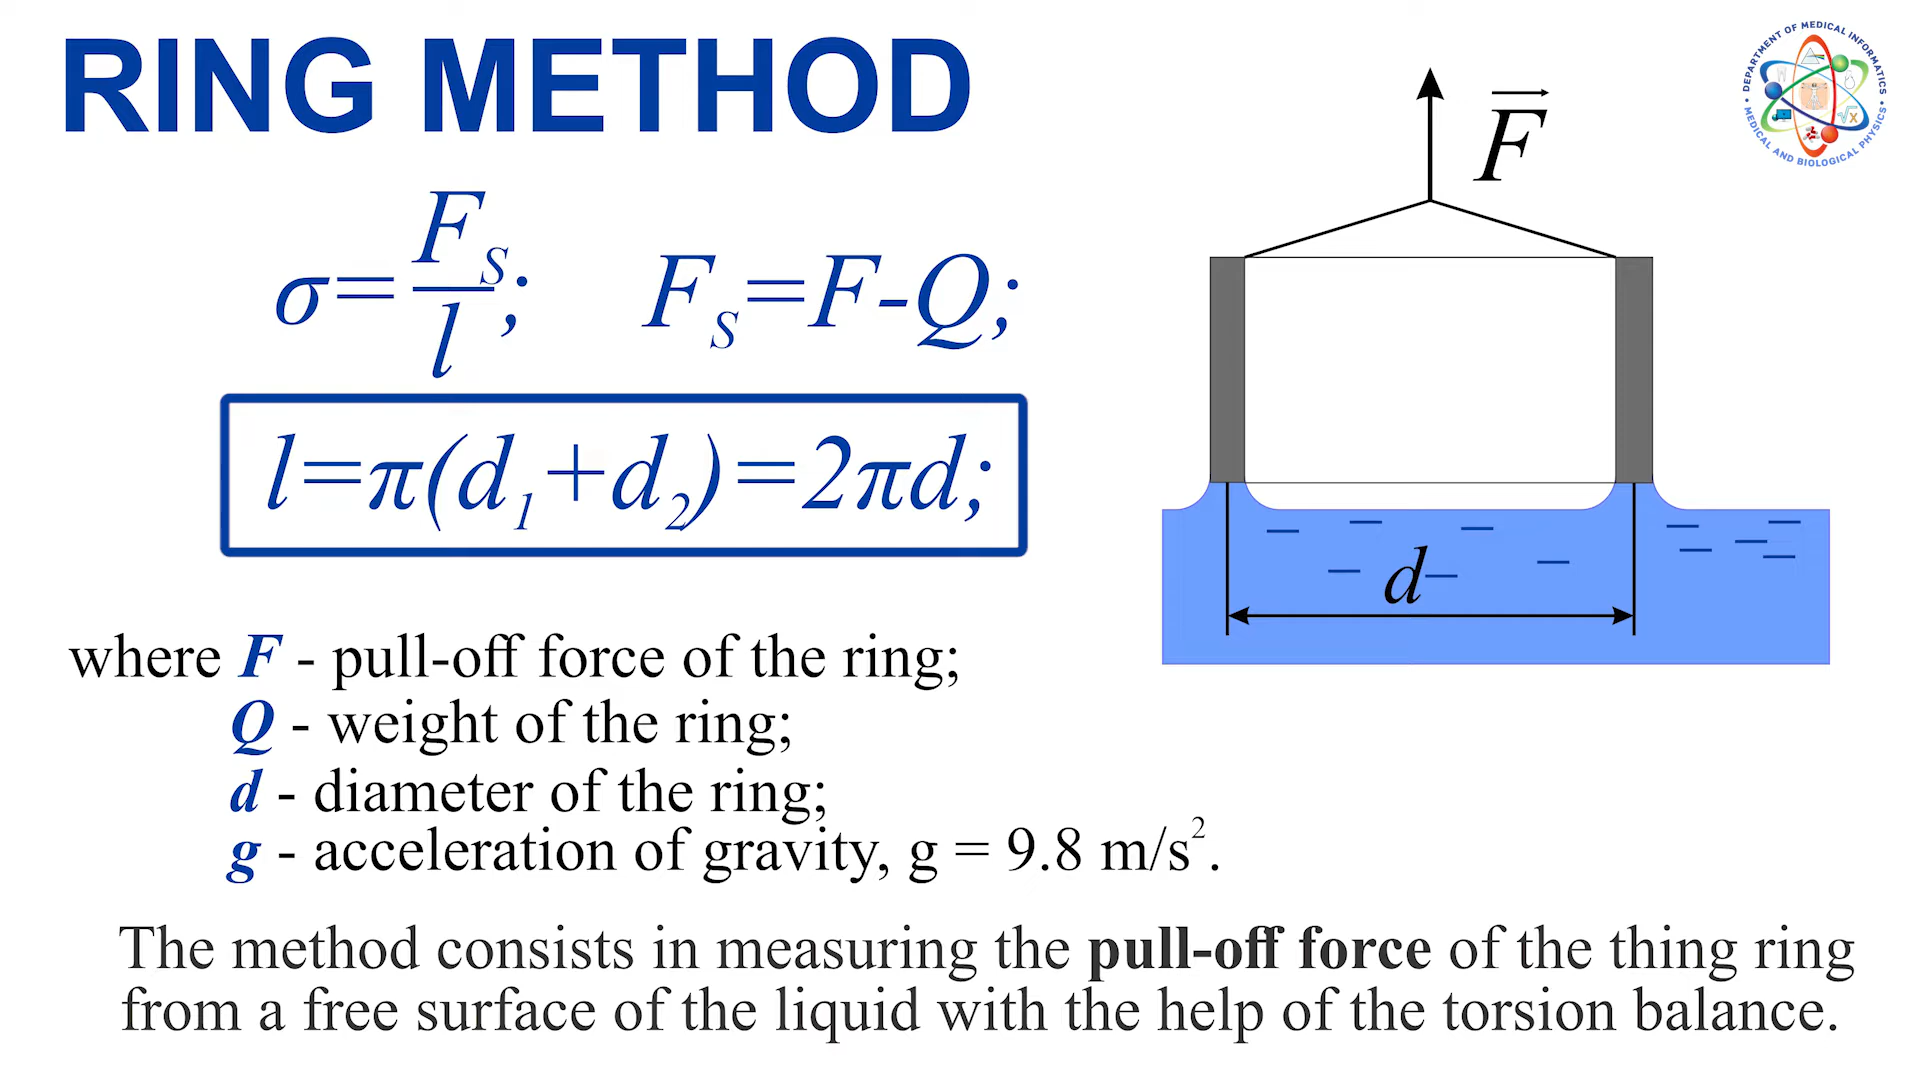 RING METHOD
DEPARTMENT OF MEDICAL INFORMATICS
• MEDICAL AND BIOLOGICAL PHYSICS •
√x
F
σ=F_S/l; F_S=F-Q;
l=π(d_1+d_2)=2πd;
d
where F - pull-off force of the ring;
Q - weight of the ring;
d - diameter of the ring;
g - acceleration of gravity, g = 9.8 m/s².
The method consists in measuring the pull-off force of the thing ring
from a free surface of the liquid with the help of the torsion balance.